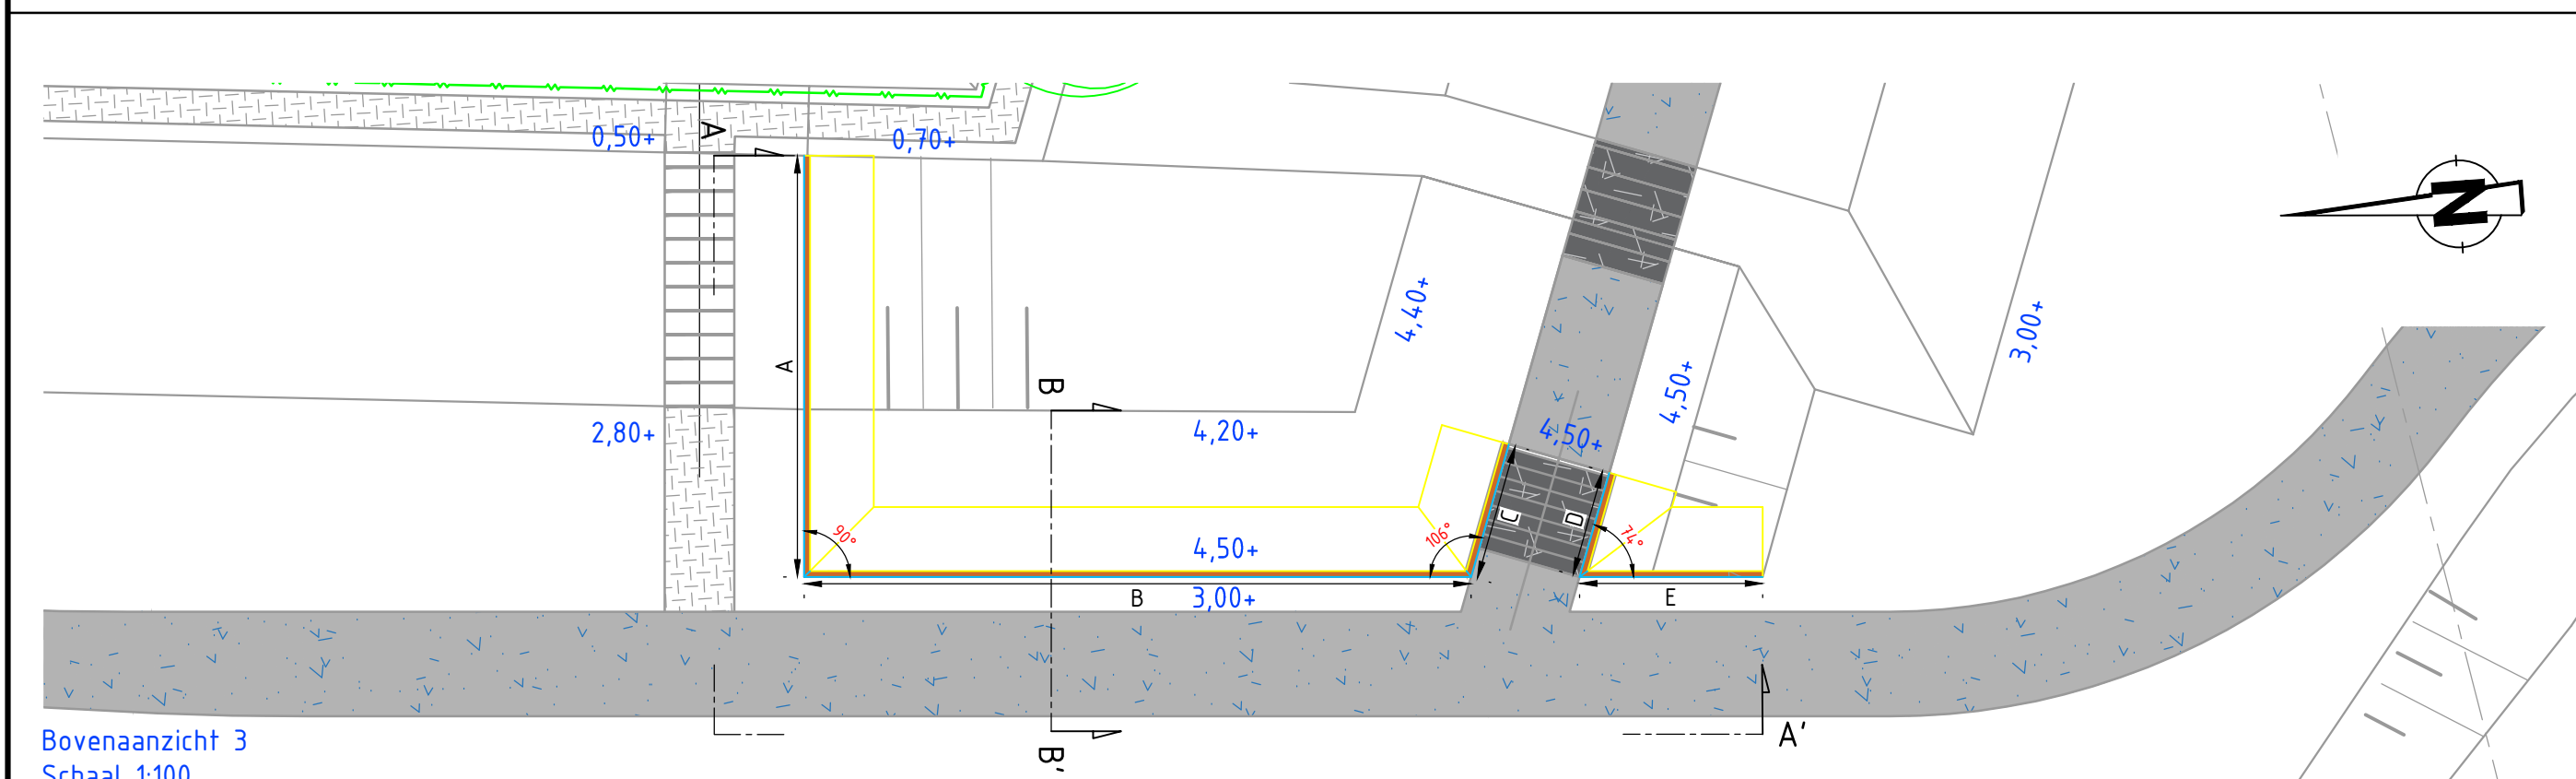 A
0,50+
0,70+
N
4,40+
3,00+
A
4,50+
B
2,80+
4,20+
4,50+
C
D
90°
106°
74°
4,50+
B
3,00+
E
A'
Bovenaanzicht 3
B'
Schaal 1:100